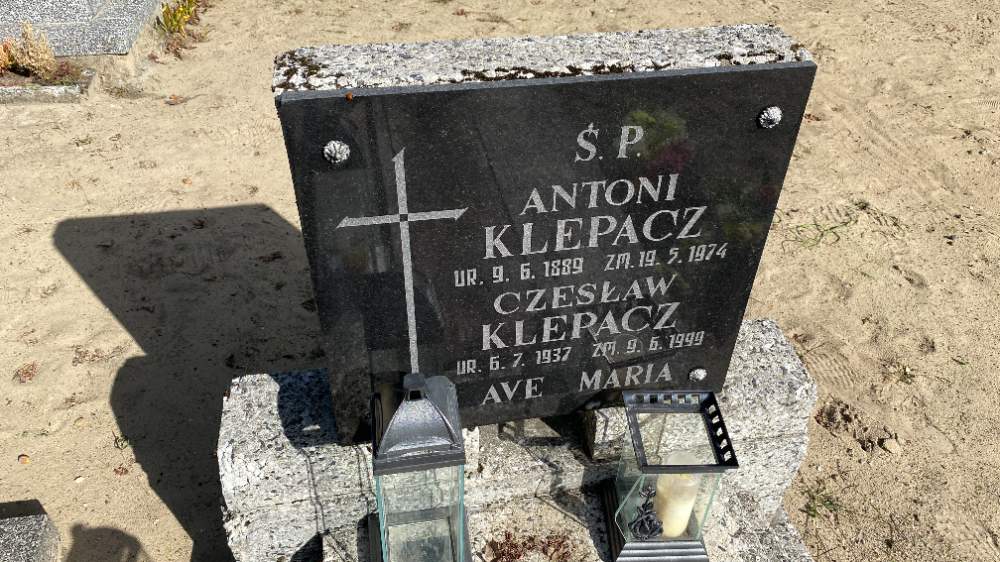 Ś. P.
ANTONI
KLEPACZ
UR. 9. 6. 1889 ZM. 19. 5. 1974
CZESŁAW
KLEPACZ
UR. 6. 7. 1937 ZM. 9. 6. 1999
AVE MARIA